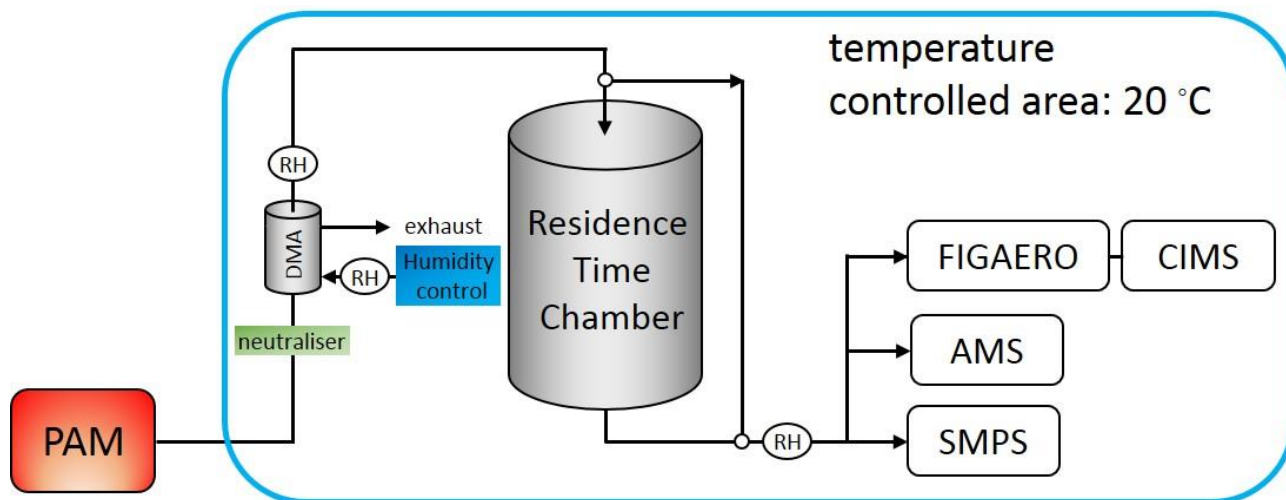 temperature
controlled area: 20 °C
RH
DMA
exhaust
RH
Humidity
control
neutraliser
PAM
Residence
Time
Chamber
RH
FIGAERO
CIMS
AMS
SMPS